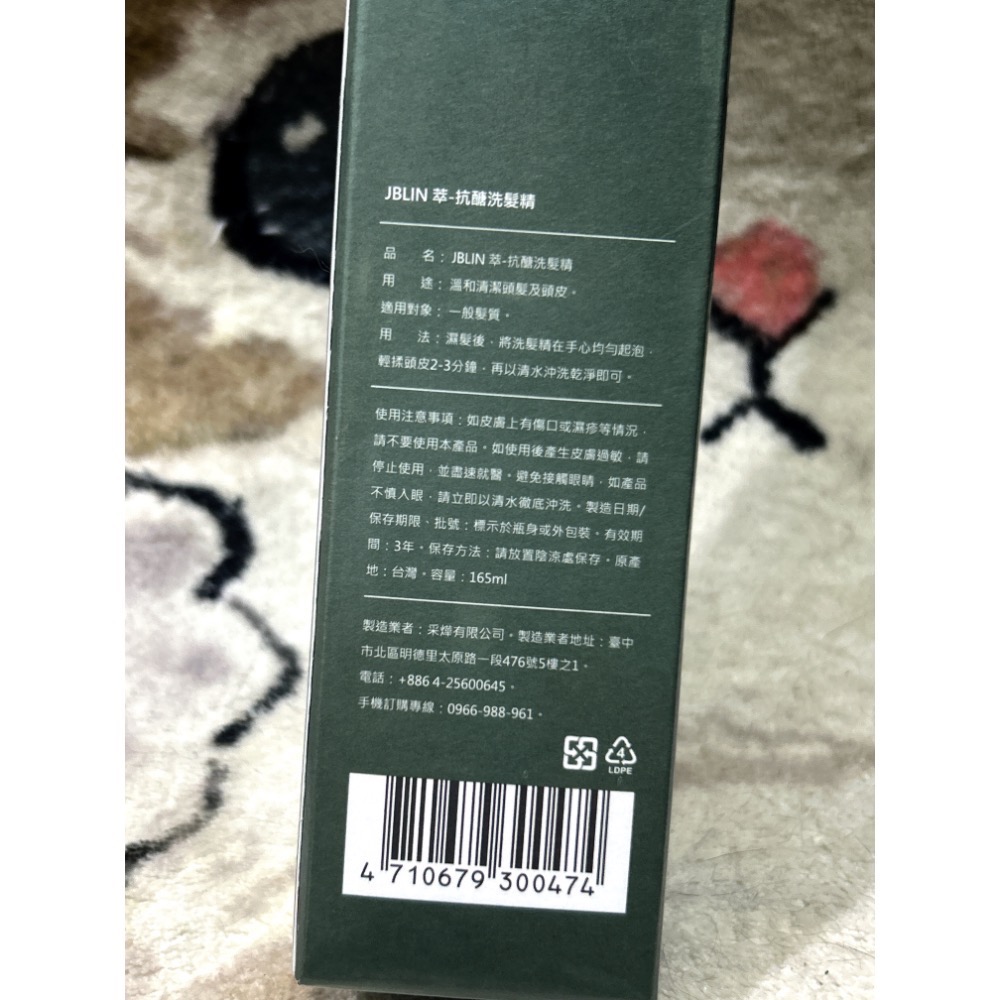 JBLIN 萃-抗醣洗髮精
品 名：JBLIN 萃-抗醣洗髮精
用 途：溫和清潔頭髮及頭皮。
適用對象：一般髮質。
用 法：濕髮後，將洗髮精在手心均勻起泡，
輕揉頭皮2-3分鐘，再以清水沖洗乾淨即可。
使用注意事項：如皮膚上有傷口或濕疹等情況，
請不要使用本產品。如使用後產生皮膚過敏，請
停止使用，並盡速就醫。避免接觸眼睛，如產品
不慎入眼，請立即以清水徹底沖洗。製造日期/
保存期限、批號：標示於瓶身或外包裝。有效期
間：3年。保存方法：請放置陰涼處保存。原產
地：台灣。容量：165ml
製造業者：采燁有限公司。製造業者地址：臺中
市北區明德里太原路一段476號5樓之1。
電話：+886 4-25600645。
手機訂購專線：0966-988-961。
4
LDPE
4 710679 300474